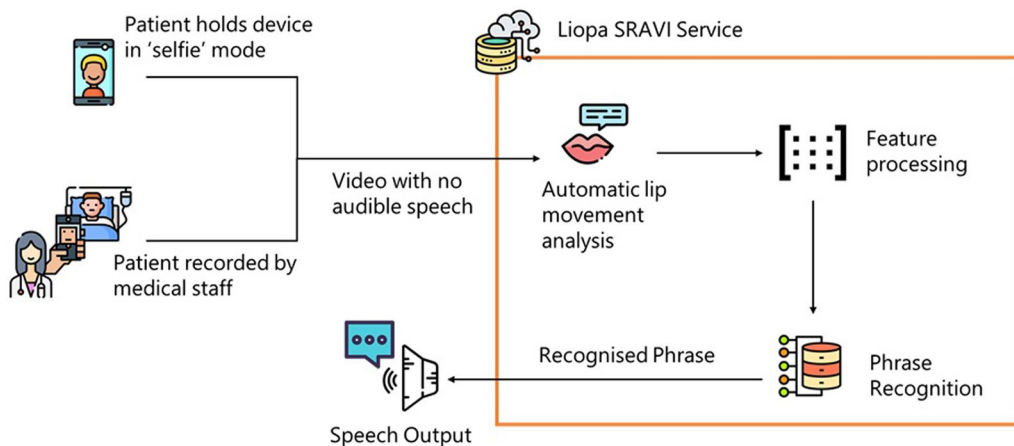 Patient holds device
in ‘selfie’ mode
Liopa SRAVI Service
Video with no
audible speech
Automatic lip
movement
analysis
Feature
processing
Patient recorded by
medical staff
Recognised Phrase
Phrase
Recognition
Speech Output